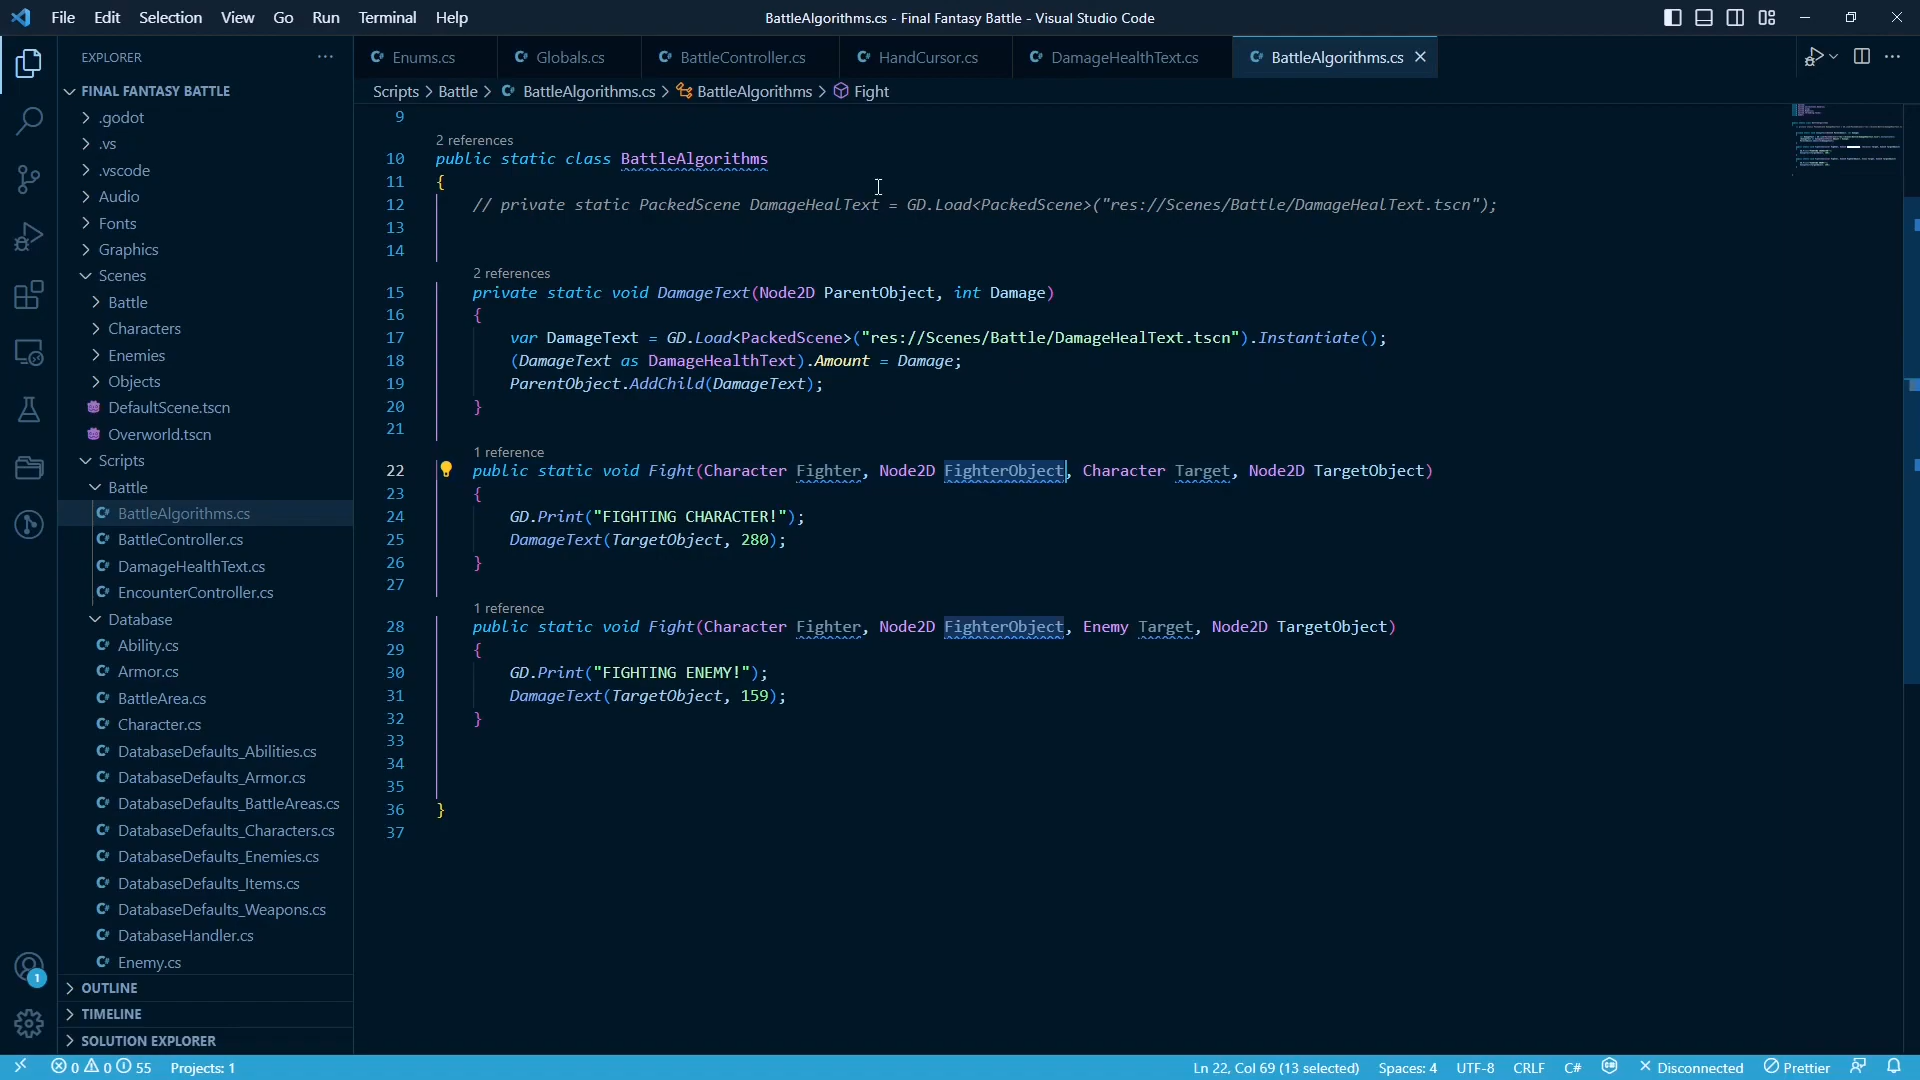 File Edit Selection View Go Run Terminal Help
BattleAlgorithms.cs - Final Fantasy Battle - Visual Studio Code
EXPLORER
FINAL FANTASY BATTLE
.godot
.vs
.vscode
Audio
Fonts
Graphics
Scenes
Battle
Characters
Enemies
Objects
DefaultScene.tscn
Overworld.tscn
Scripts
Battle
BattleAlgorithms.cs
BattleController.cs
DamageHealthText.cs
EncounterController.cs
Database
Ability.cs
Armor.cs
BattleArea.cs
Character.cs
DatabaseDefaults_Abilities.cs
DatabaseDefaults_Armor.cs
DatabaseDefaults_BattleAreas.cs
DatabaseDefaults_Characters.cs
DatabaseDefaults_Enemies.cs
DatabaseDefaults_Items.cs
DatabaseDefaults_Weapons.cs
DatabaseHandler.cs
Enemy.cs
OUTLINE
TIMELINE
SOLUTION EXPLORER
Enums.cs Globals.cs BattleController.cs HandCursor.cs DamageHealthText.cs BattleAlgorithms.cs
Scripts > Battle > BattleAlgorithms.cs > BattleAlgorithms > Fight
9
2 references
10 public static class BattleAlgorithms
11 {
12 // private static PackedScene DamageHealText = GD.Load<PackedScene>("res://Scenes/Battle/DamageHealText.tscn");
13
14
2 references
15 private static void DamageText(Node2D ParentObject, int Damage)
16 {
17 var DamageText = GD.Load<PackedScene>("res://Scenes/Battle/DamageHealText.tscn").Instantiate();
18 (DamageText as DamageHealthText).Amount = Damage;
19 ParentObject.AddChild(DamageText);
20 }
21
1 reference
22 public static void Fight(Character Fighter, Node2D FighterObject, Character Target, Node2D TargetObject)
23 {
24 GD.Print("FIGHTING CHARACTER!");
25 DamageText(TargetObject, 280);
26 }
27
1 reference
28 public static void Fight(Character Fighter, Node2D FighterObject, Enemy Target, Node2D TargetObject)
29 {
30 GD.Print("FIGHTING ENEMY!");
31 DamageText(TargetObject, 159);
32 }
33
34
35
36 }
37
1
0 0 55 Projects: 1
Ln 22, Col 69 (13 selected) Spaces: 4 UTF-8 CRLF C# Disconnected Prettier